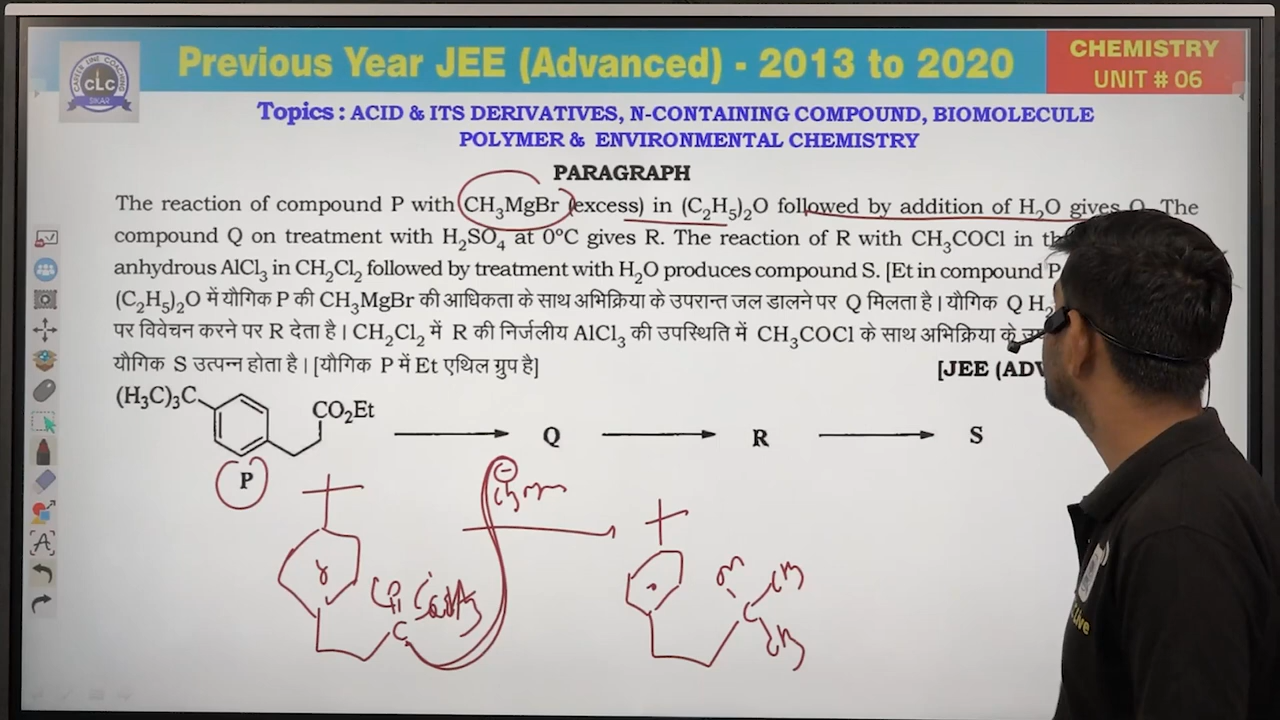 Previous Year JEE (Advanced) - 2013 to 2020
CHEMISTRY
UNIT # 06
CAREER LINE COACHING
CLC
SIKAR
Topics : ACID & ITS DERIVATIVES, N-CONTAINING COMPOUND, BIOMOLECULE
POLYMER & ENVIRONMENTAL CHEMISTRY
PARAGRAPH
The reaction of compound P with CH₃MgBr (excess) in (C₂H₅)₂O followed by addition of H₂O gives Q. The
compound Q on treatment with H₂SO₄ at 0°C gives R. The reaction of R with CH₃COCl in
anhydrous AlCl₃ in CH₂Cl₂ followed by treatment with H₂O produces compound S. [Et in compound P
(C₂H₅)₂O में यौगिक P की CH₃MgBr की आधिकता के साथ अभिक्रिया के उपरान्त जल डालने पर Q मिलता है। यौगिक Q
पर विवेचन करने पर R देता है। CH₂Cl₂ में R की निर्जलीय AlCl₃ की उपस्थिति में CH₃COCl के साथ अभिक्रिया के
यौगिक S उत्पन्न होता है। [यौगिक P में Et एथिल ग्रुप है]
[JEE
(H₃C)₃C
CO₂Et
Q
R
S
P
C
C